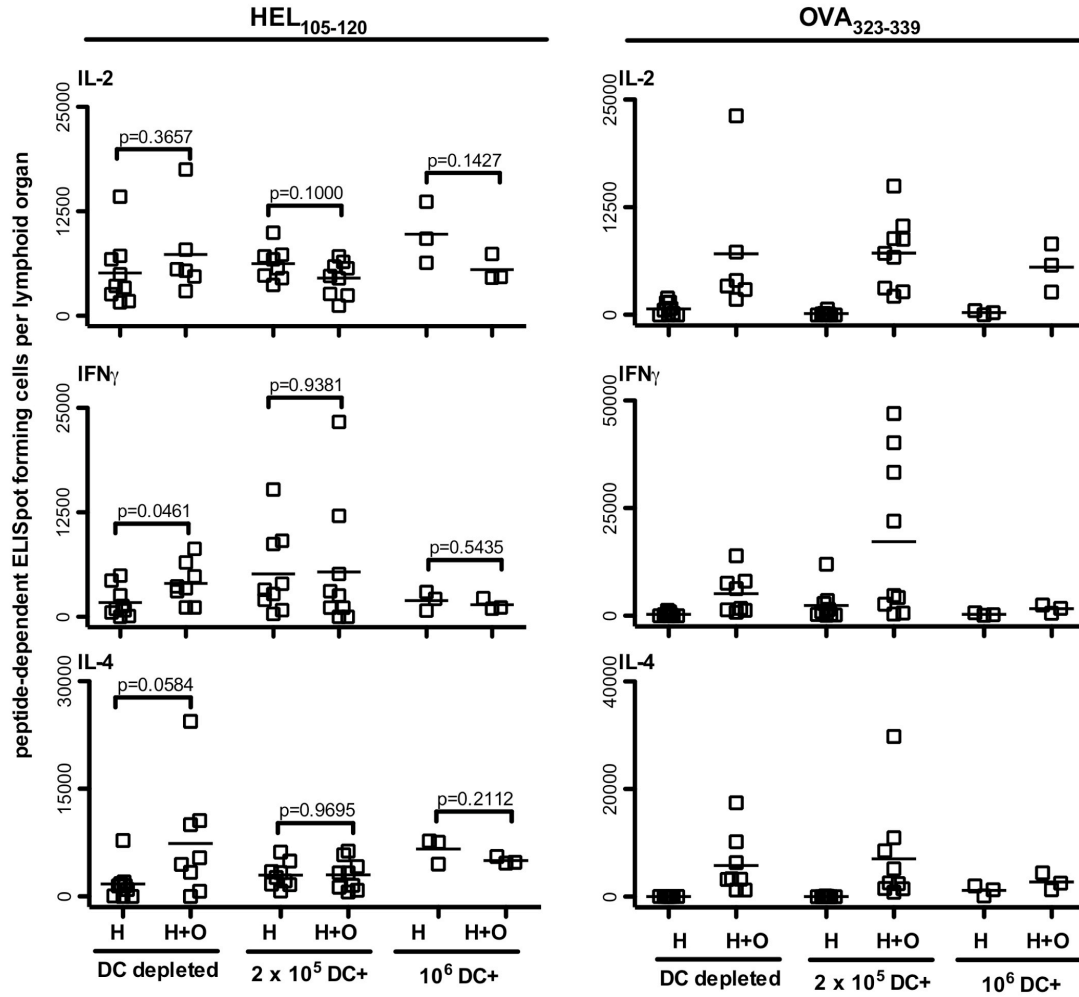 HEL105-120
OVA323-339
peptide-dependent ELISpot forming cells per lymphoid organ
IL-2
25000
12500
0
p=0.3657
p=0.1000
p=0.1427
IL-2
25000
12500
0
IFNγ
25000
12500
0
p=0.0461
p=0.9381
p=0.5435
IFNγ
50000
25000
0
IL-4
30000
15000
0
p=0.0584
p=0.9695
p=0.2112
IL-4
40000
20000
0
H H+O H H+O H H+O
DC depleted 2 x 10⁵ DC+ 10⁶ DC+
H H+O H H+O H H+O
DC depleted 2 x 10⁵ DC+ 10⁶ DC+